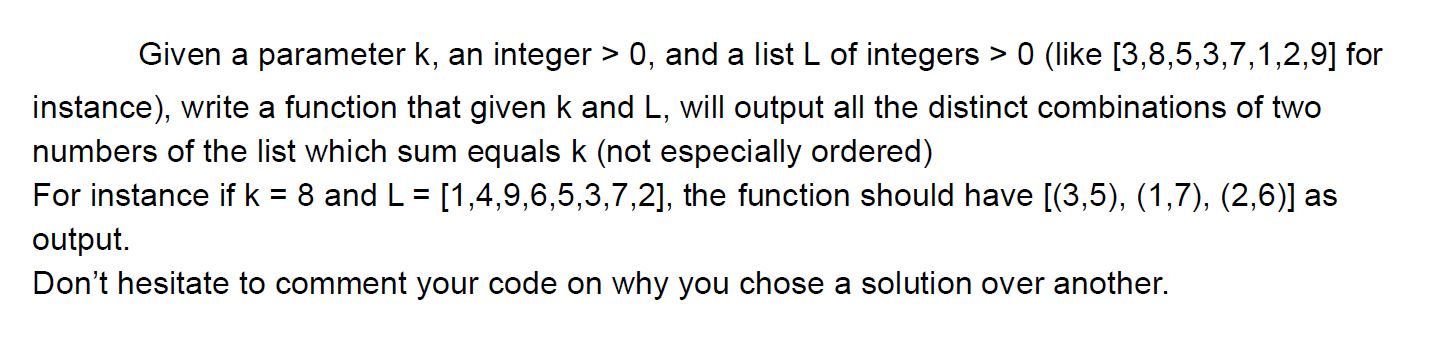 Given a parameter k, an integer > 0, and a list L of integers > 0 (like [3,8,5,3,7,1,2,9] for
instance), write a function that given k and L, will output all the distinct combinations of two
numbers of the list which sum equals k (not especially ordered)
For instance if k = 8 and L = [1,4,9,6,5,3,7,2], the function should have [(3,5), (1,7), (2,6)] as
output.
Don’t hesitate to comment your code on why you chose a solution over another.